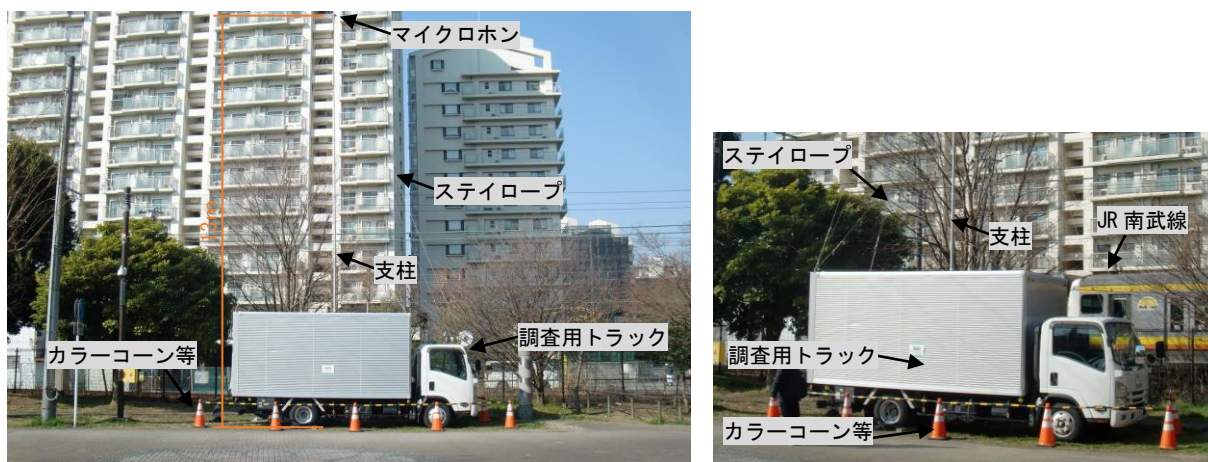 マイクロホン
ステイロープ
13m
支柱
調査用トラック
カラーコーン等
ステイロープ
支柱
JR 南武線
調査用トラック
カラーコーン等